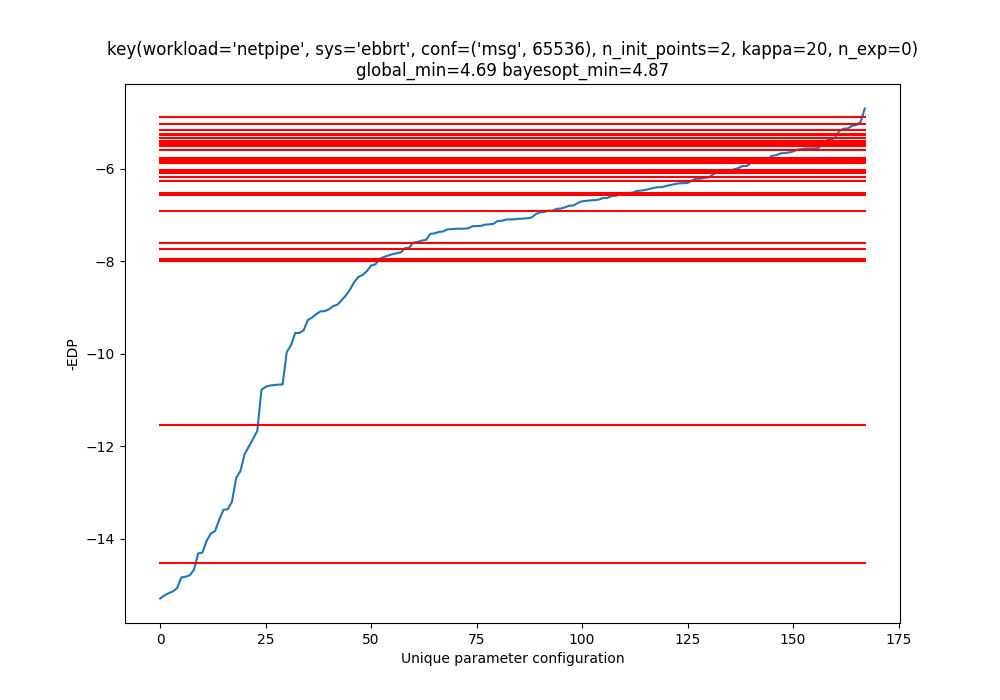 key(workload='netpipe', sys='ebbrt', conf=('msg', 65536), n_init_points=2, kappa=20, n_exp=0)
global_min=4.69 bayesopt_min=4.87
−6
−8
−10
−12
−14
-EDP
0 25 50 75 100 125 150 175
Unique parameter configuration